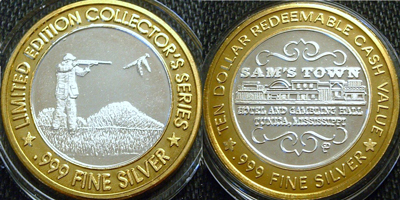 LIMITED EDITION COLLECTOR'S SERIES
.999 FINE SILVER
TEN DOLLAR REDEEMABLE CASH VALUE
SAM'S TOWN
HOTEL AND GAMBLING HALL
TUNICA, MISSISSIPPI
.999 FINE SILVER